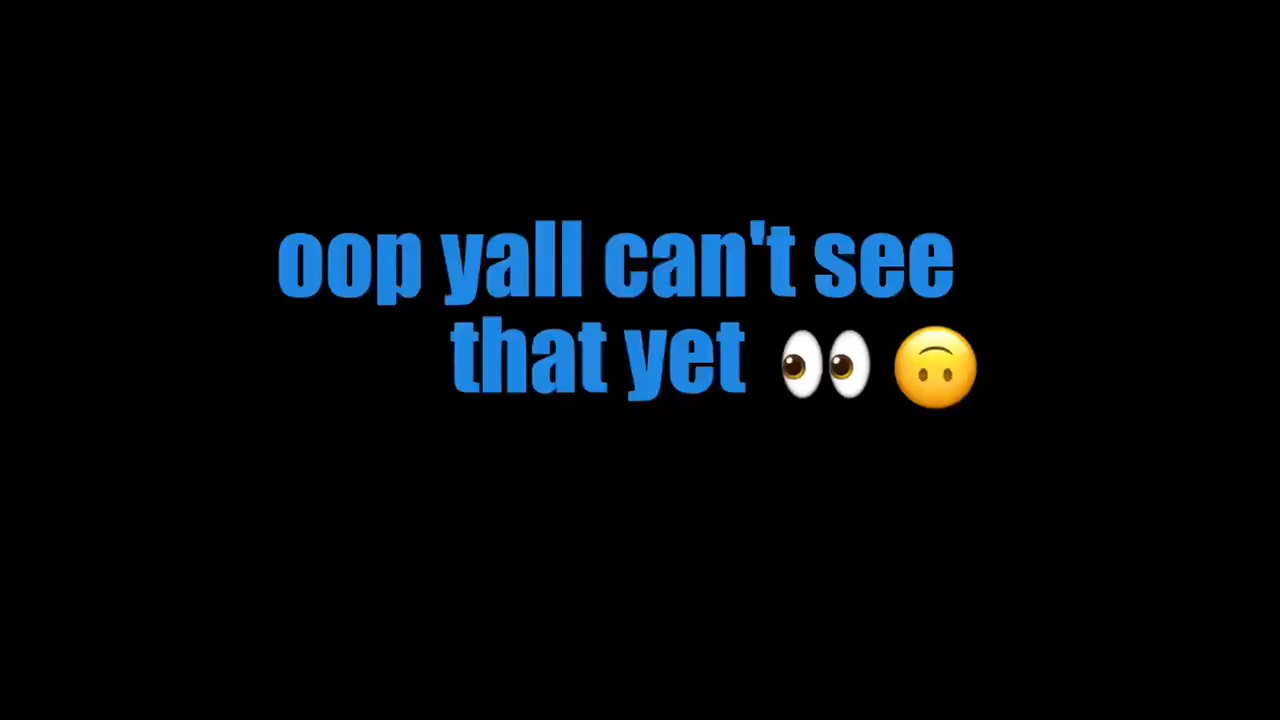 oop yall can't see
that yet 👀 🙃